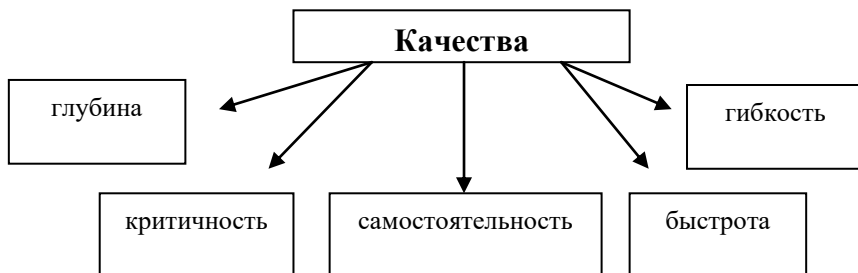 Качества
глубина
гибкость
критичность
самостоятельность
быстрота